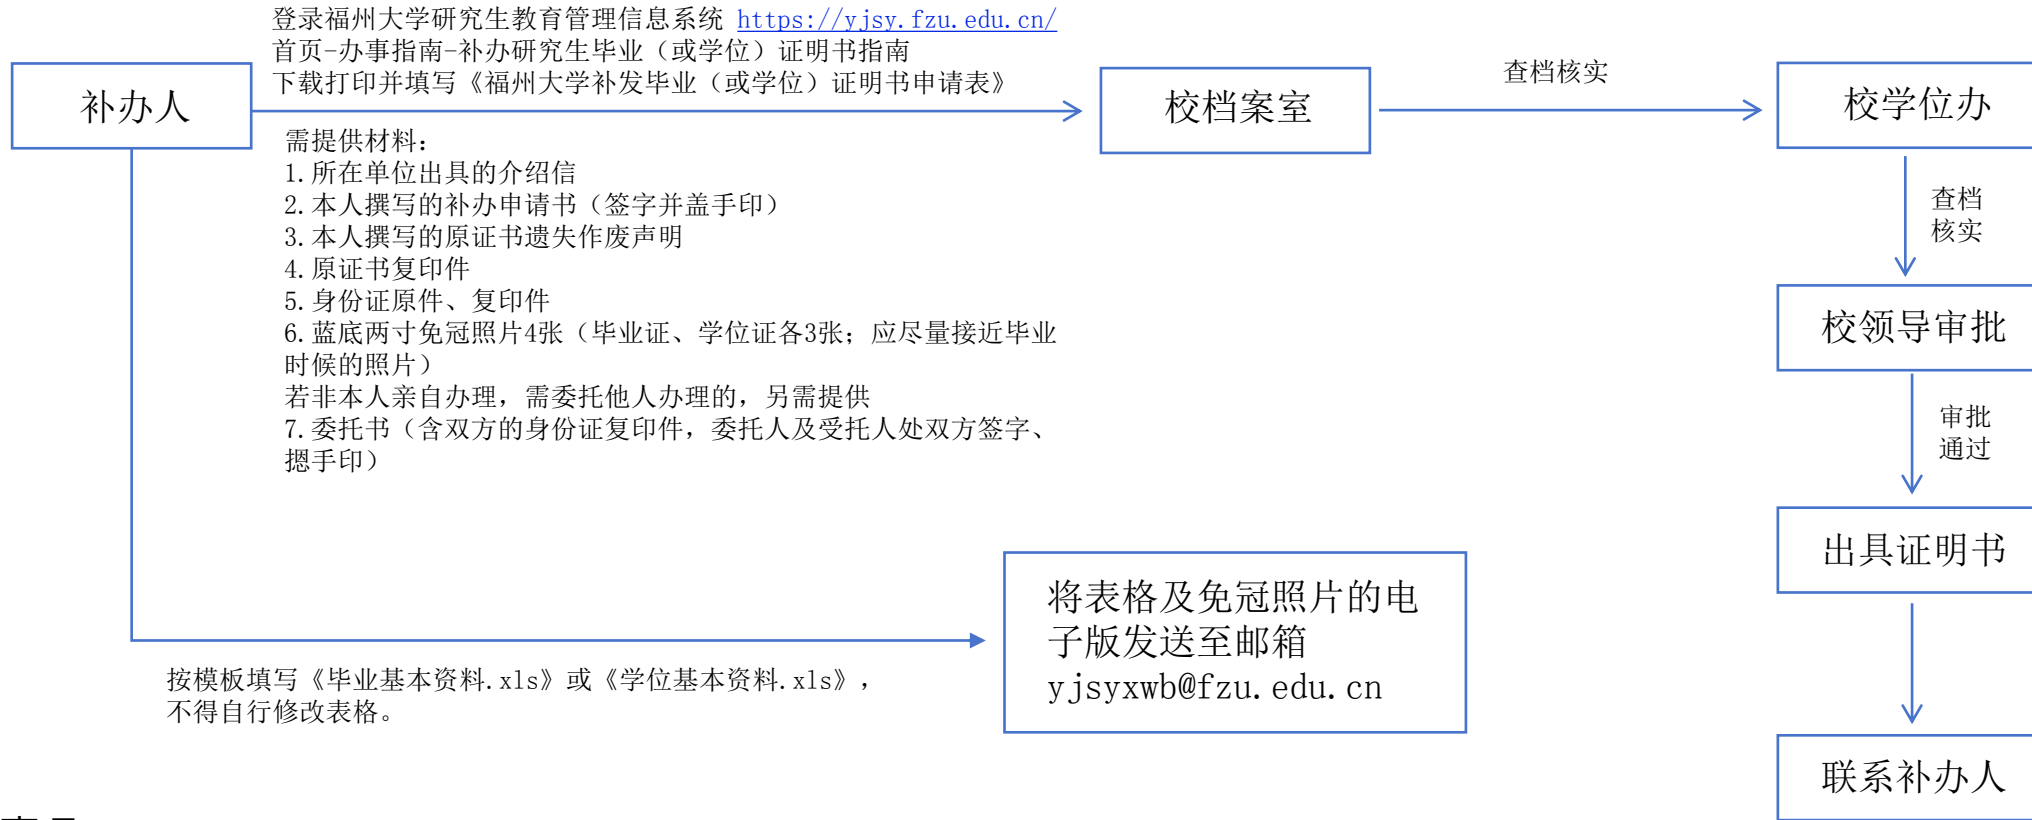 登录福州大学研究生教育管理信息系统 https://yjsy.fzu.edu.cn/
首页-办事指南-补办研究生毕业（或学位）证明书指南
下载打印并填写《福州大学补发毕业（或学位）证明书申请表》
补办人
校档案室
查档核实
校学位办
需提供材料：
1.所在单位出具的介绍信
2.本人撰写的补办申请书（签字并盖手印）
3.本人撰写的原证书遗失作废声明
4.原证书复印件
5.身份证原件、复印件
6.蓝底两寸免冠照片4张（毕业证、学位证各3张；应尽量接近毕业
时候的照片）
若非本人亲自办理，需委托他人办理的，另需提供
7.委托书（含双方的身份证复印件，委托人及受托人处双方签字、
摁手印）
查档
核实
校领导审批
审批
通过
出具证明书
将表格及免冠照片的电
子版发送至邮箱
yjsyxwb@fzu.edu.cn
按模板填写《毕业基本资料.xls》或《学位基本资料.xls》，
不得自行修改表格。
联系补办人